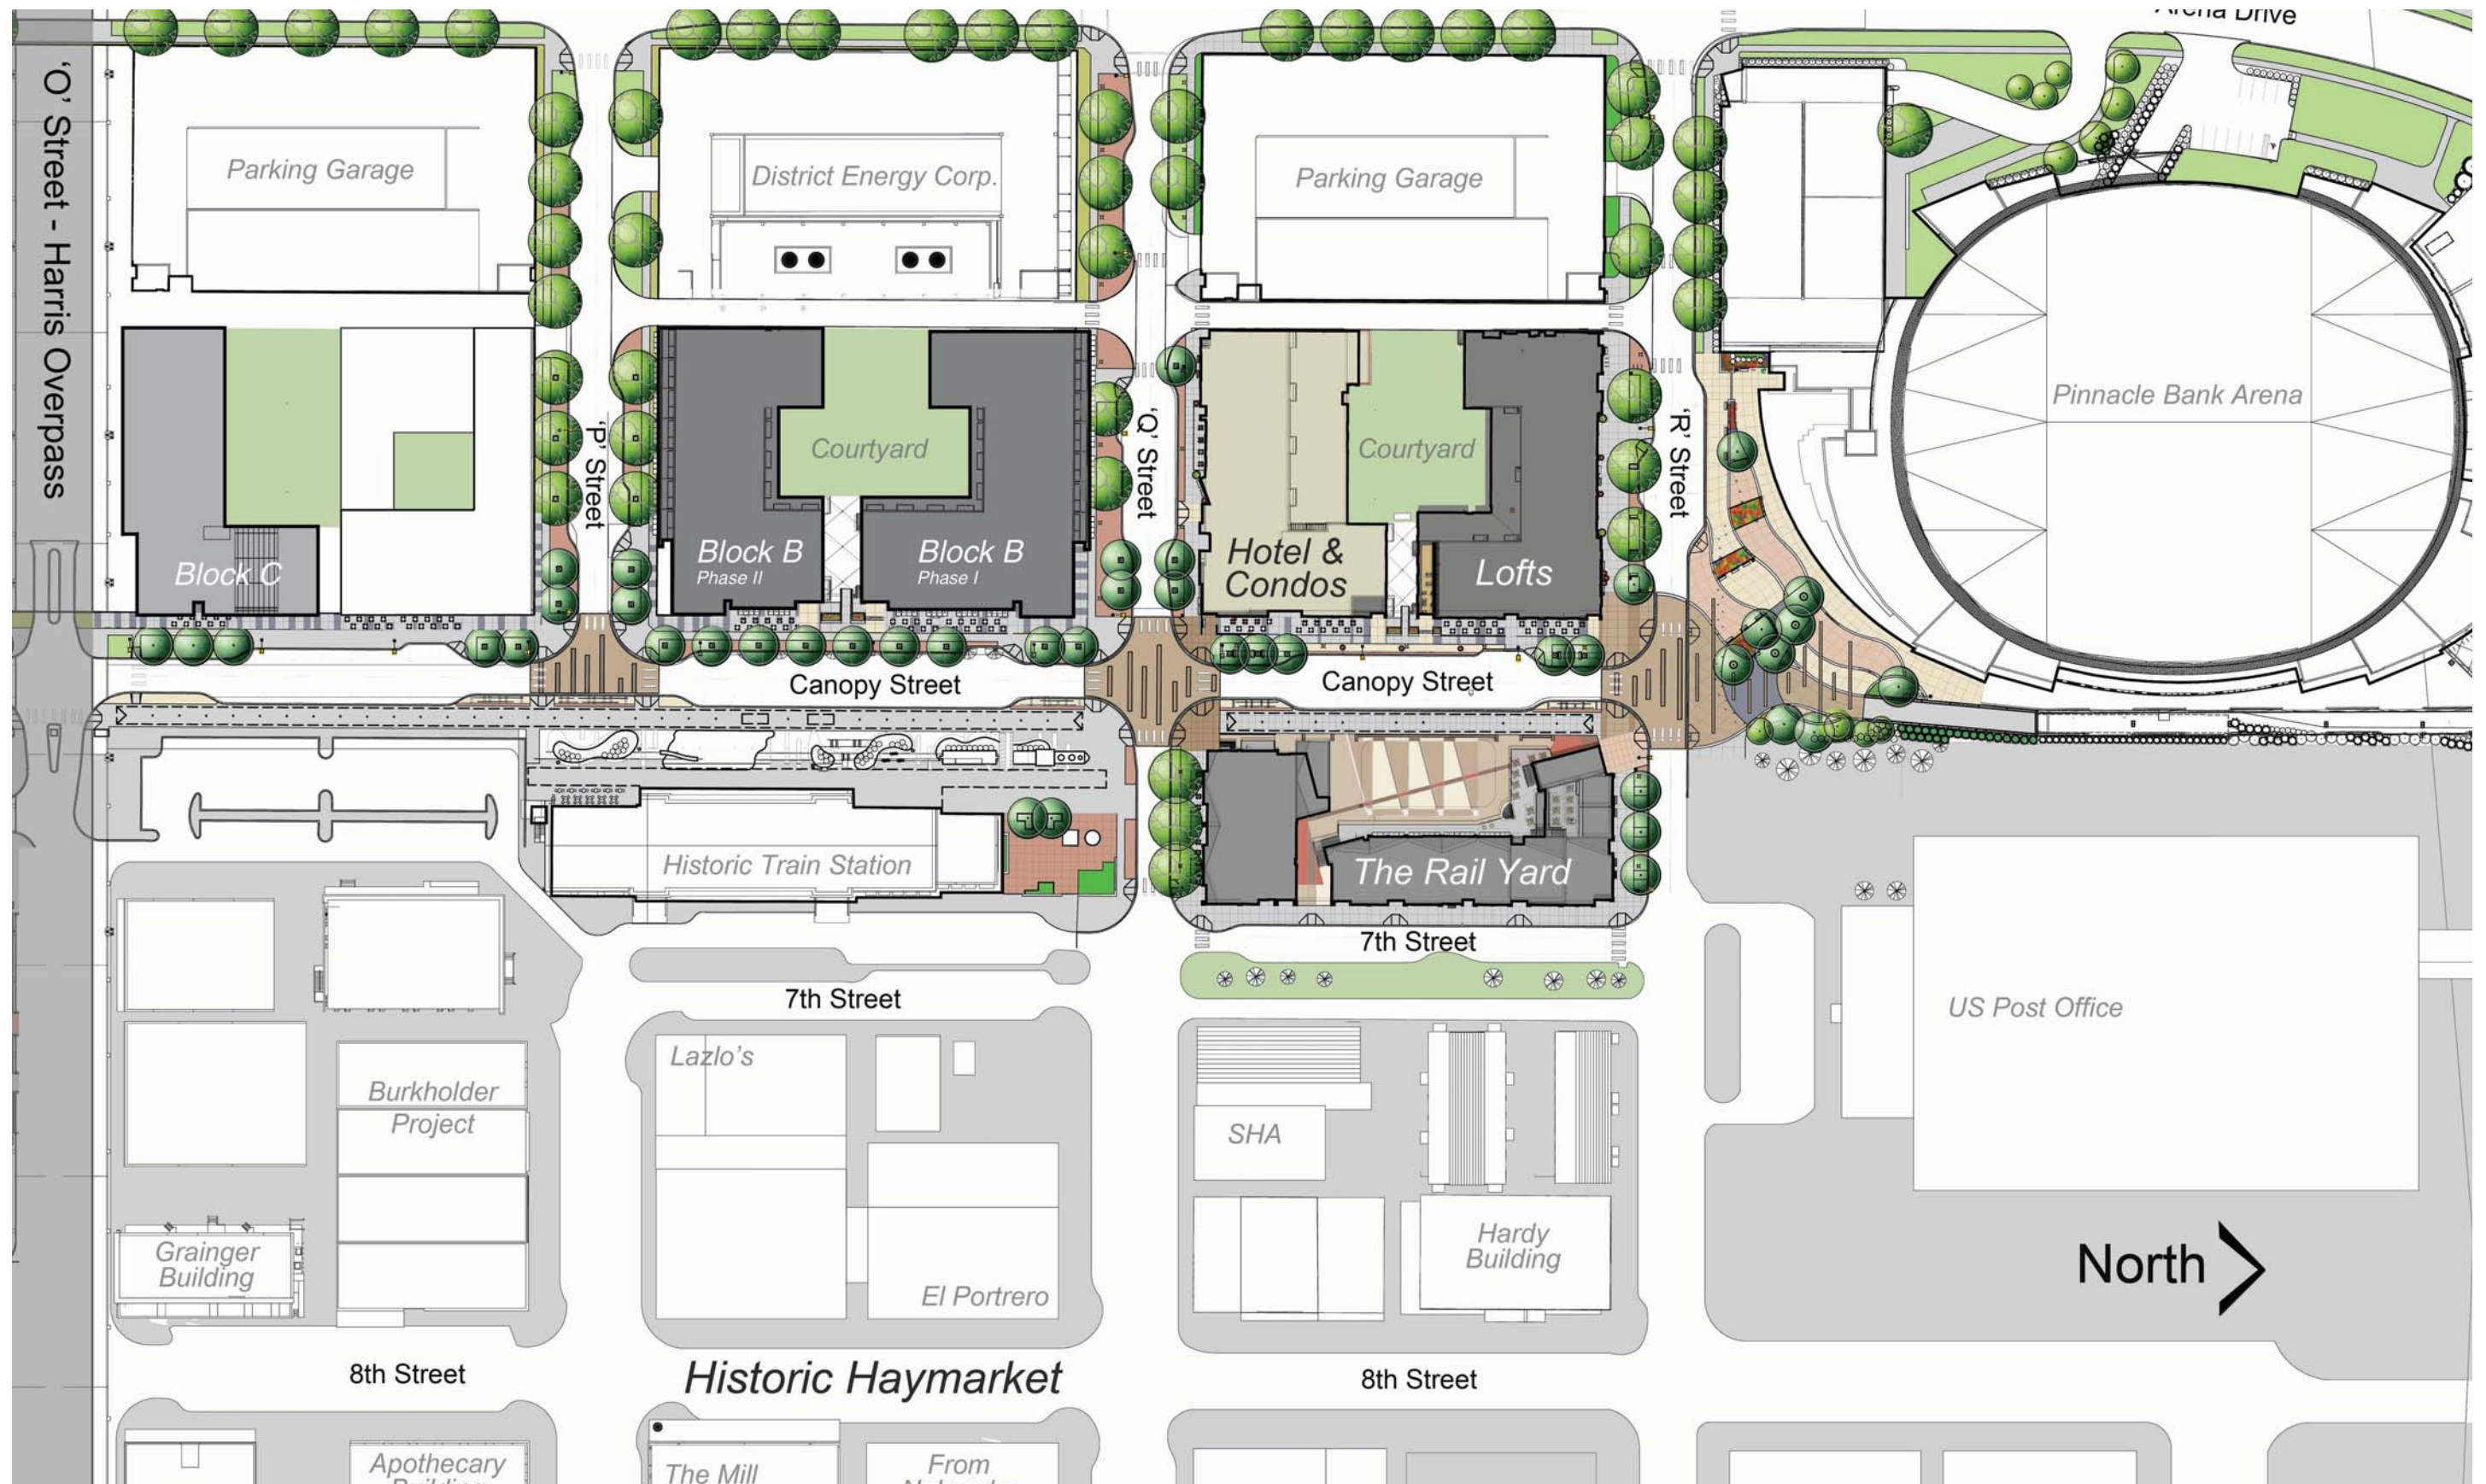 Arena Drive
'O' Street - Harris Overpass
Parking Garage
District Energy Corp.
Parking Garage
Pinnacle Bank Arena
'P' Street
Courtyard
'Q' Street
Courtyard
'R' Street
Block C
Block B
Phase II
Block B
Phase I
Hotel &
Condos
Lofts
Canopy Street
Canopy Street
Historic Train Station
The Rail Yard
7th Street
7th Street
US Post Office
Lazlo's
Burkholder
Project
SHA
Grainger
Building
El Portrero
Hardy
Building
North
8th Street
Historic Haymarket
8th Street
Apothecary
The Mill
From